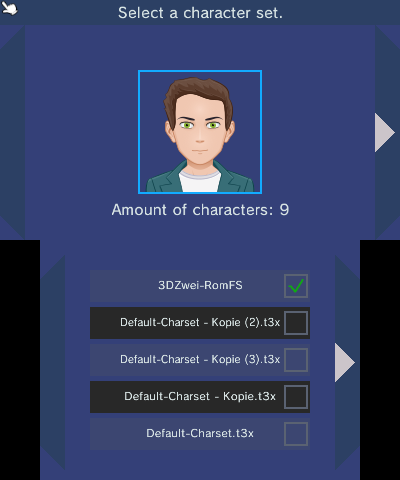 Select a character set.
Amount of characters: 9
3DZwei-RomFS
Default-Charset - Kopie (2).t3x
Default-Charset - Kopie (3).t3x
Default-Charset - Kopie.t3x
Default-Charset.t3x